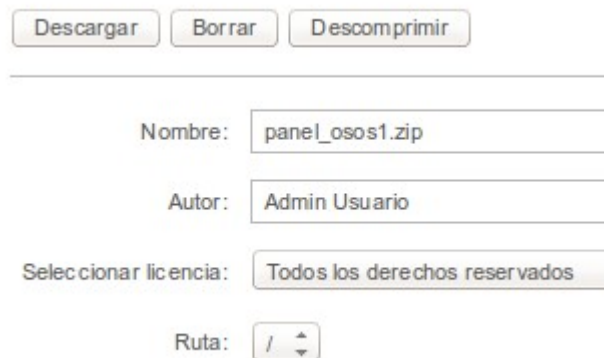 Descargar Borrar Descomprimir
Nombre: panel_osos1.zip
Autor: Admin Usuario
Seleccionar licencia: Todos los derechos reservados
Ruta: /